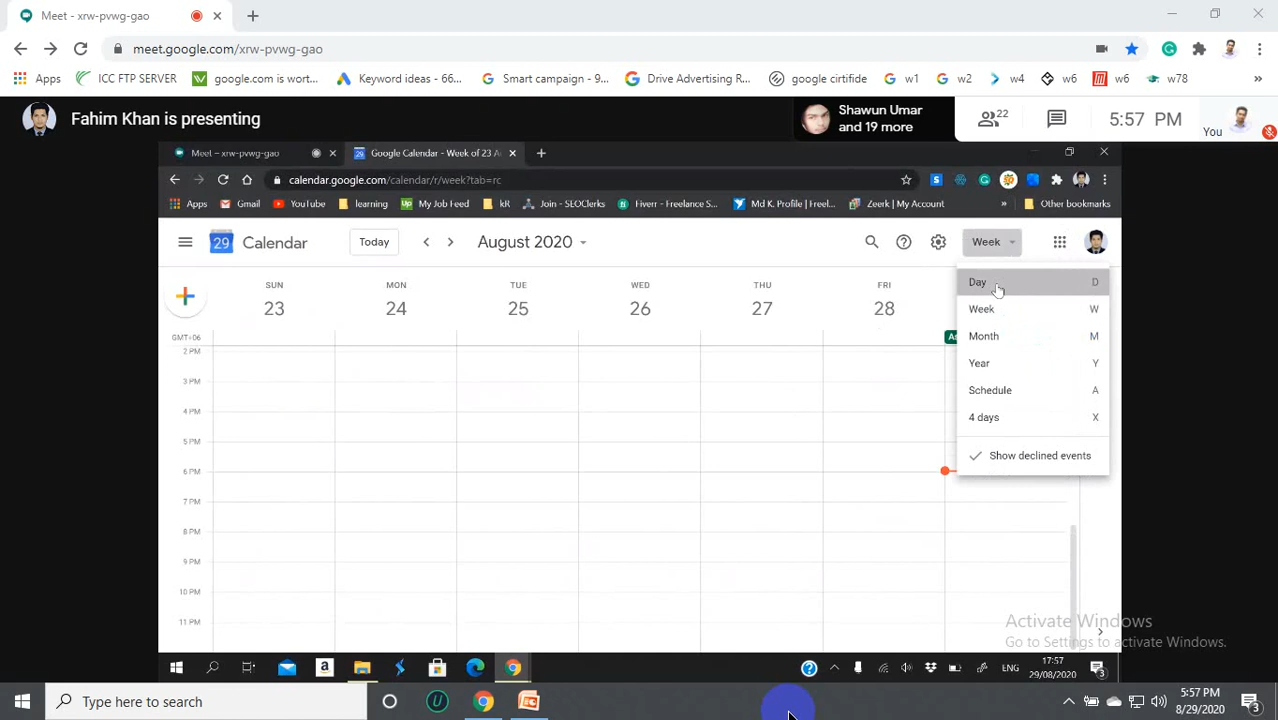 Meet - xrw-pvwg-gao
meet.google.com/xrw-pvwg-gao
Apps ICC FTP SERVER google.com is wort... Keyword ideas - 66... Smart campaign - 9... Drive Advertising R... google cirtifide w1 w2 w4 w6 w6 w78 »
Fahim Khan is presenting
Shawun Umar
and 19 more
22
5:57 PM
You
Meet – xrw-pvwg-gao
Google Calendar - Week of 23 A
calendar.google.com/calendar/r/week?tab=rc
Apps Gmail YouTube learning My Job Feed kR Join - SEOClerks Fiverr - Freelance S... Md K. Profile | Freel... Zeerk | My Account » Other bookmarks
29 Calendar Today August 2020 Week
SUN MON TUE WED THU FRI
23 24 25 26 27 28
GMT+06
2 PM
3 PM
4 PM
5 PM
6 PM
7 PM
8 PM
9 PM
10 PM
11 PM
Day D
Week W
Month M
Year Y
Schedule A
4 days X
Show declined events
Activate Windows
Go to Settings to activate Windows.
ENG
17:57
29/08/2020
3
Type here to search
5:57 PM
8/29/2020
3